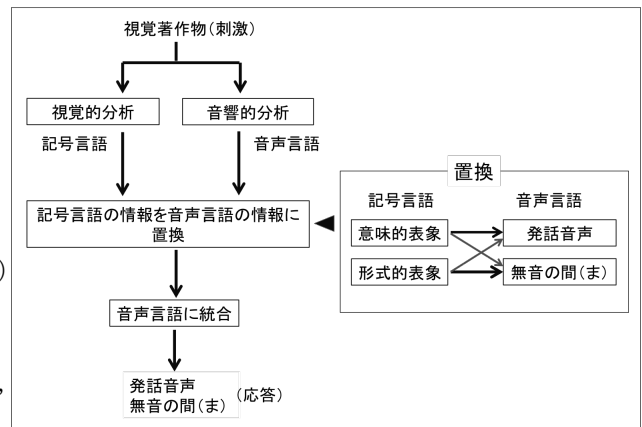 視覚著作物(刺激)
視覚的分析
音響的分析
記号言語
音声言語
記号言語の情報を音声言語の情報に
置換
音声言語に統合
発話音声
無音の間(ま)
(応答)
置換
記号言語
音声言語
意味的表象
発話音声
形式的表象
無音の間(ま)
)
,